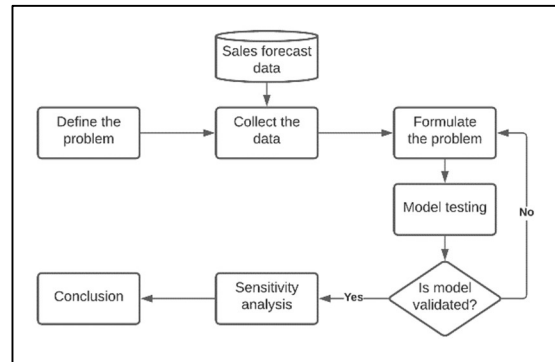 Sales forecast
data
Define the
problem
Collect the
data
Formulate
the problem
Model testing
No
Is model
validated?
Yes
Sensitivity
analysis
Conclusion